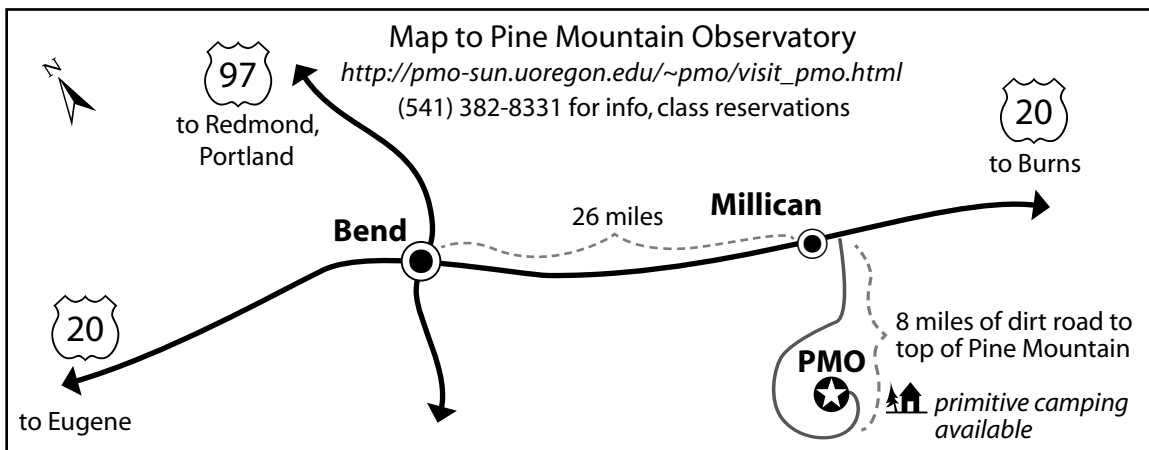 Map to Pine Mountain Observatory
http://pmo-sun.uoregon.edu/~pmo/visit_pmo.html
(541) 382-8331 for info, class reservations
N
97
to Redmond,
Portland
20
to Burns
Bend
26 miles
Millican
20
to Eugene
8 miles of dirt road to
top of Pine Mountain
PMO
primitive camping
available